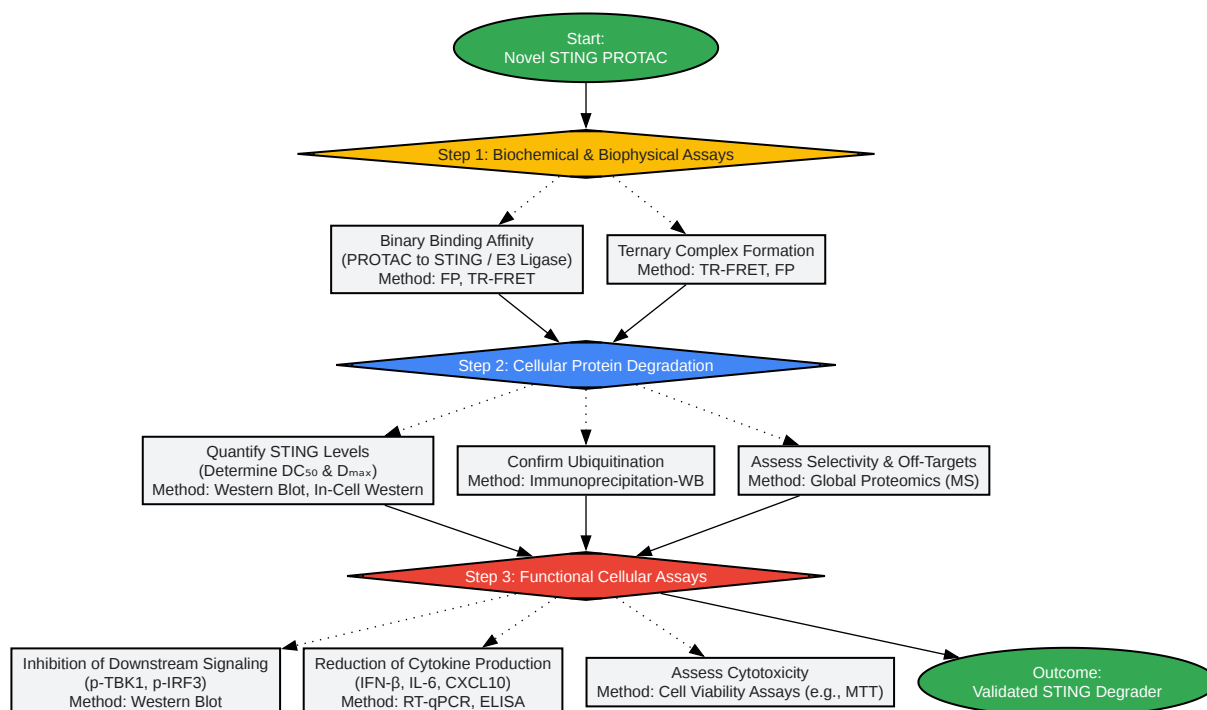 Start:
Novel STING PROTAC
Step 1: Biochemical & Biophysical Assays
Binary Binding Affinity
(PROTAC to STING / E3 Ligase)
Method: FP, TR-FRET
Ternary Complex Formation
Method: TR-FRET, FP
Step 2: Cellular Protein Degradation
Quantify STING Levels
(Determine DC₅₀ & Dₘₐₓ)
Method: Western Blot, In-Cell Western
Confirm Ubiquitination
Method: Immunoprecipitation-WB
Assess Selectivity & Off-Targets
Method: Global Proteomics (MS)
Step 3: Functional Cellular Assays
Inhibition of Downstream Signaling
(p-TBK1, p-IRF3)
Method: Western Blot
Reduction of Cytokine Production
(IFN-β, IL-6, CXCL10)
Method: RT-qPCR, ELISA
Assess Cytotoxicity
Method: Cell Viability Assays (e.g., MTT)
Outcome:
Validated STING Degrader